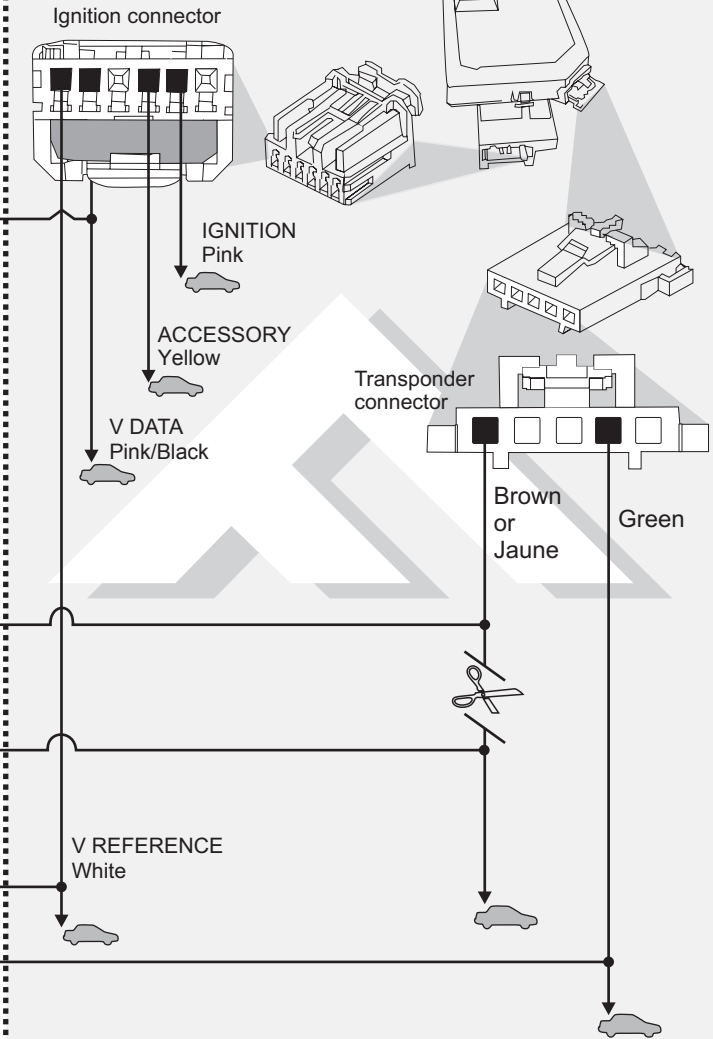 Ignition connector
IGNITION
Pink
ACCESSORY
Yellow
Transponder
connector
V DATA
Pink/Black
Brown
or
Jaune
Green
V REFERENCE
White